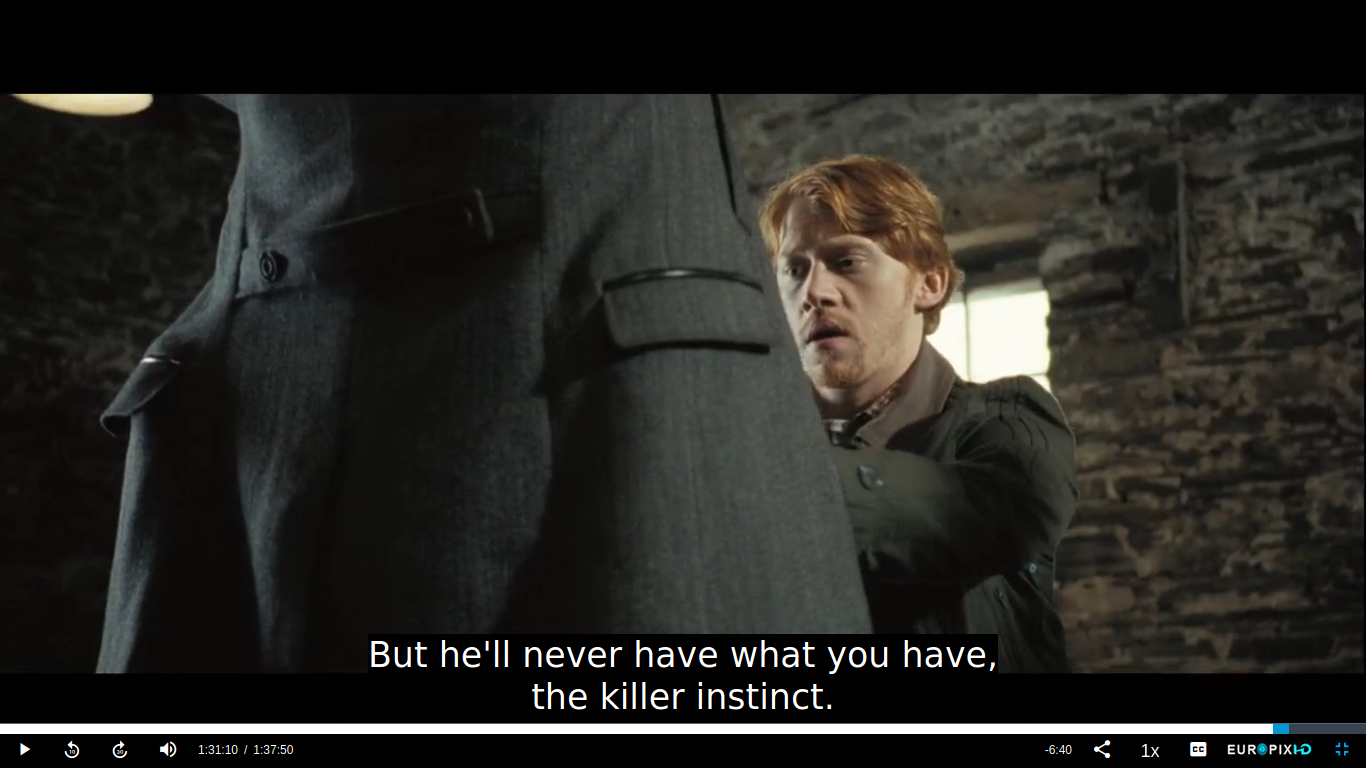 But he'll never have what you have,
the killer instinct.
1:31:10 / 1:37:50 -6:40 1x CC EUROPIXHD